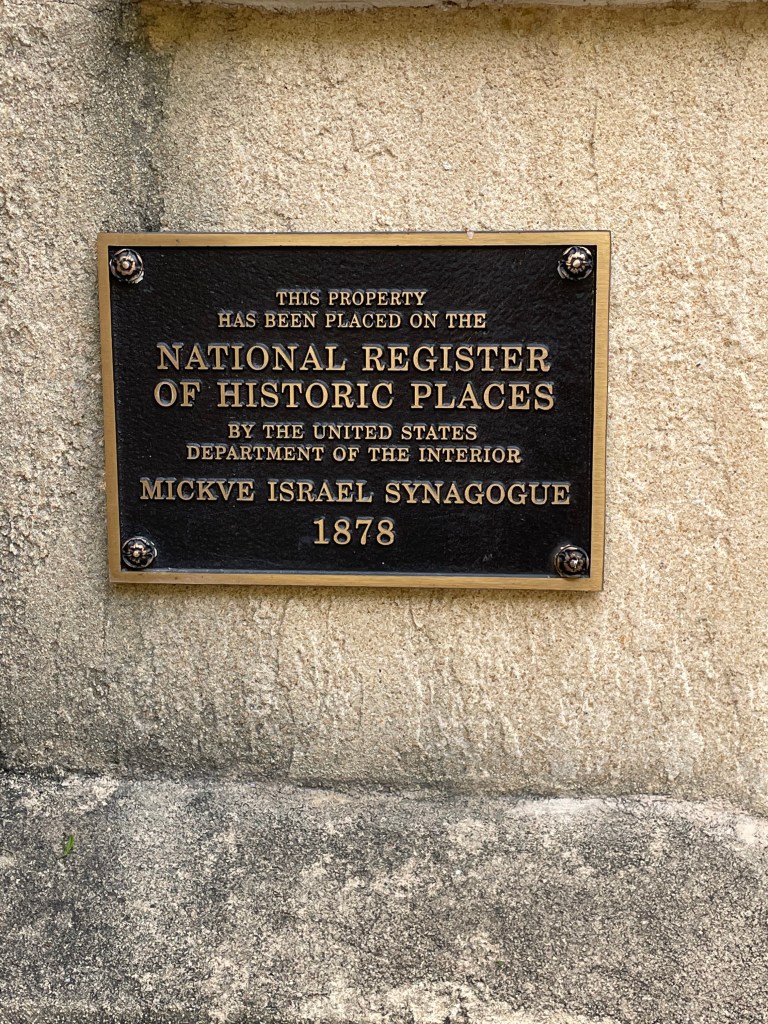 THIS PROPERTY
HAS BEEN PLACED ON THE
NATIONAL REGISTER
OF HISTORIC PLACES
BY THE UNITED STATES
DEPARTMENT OF THE INTERIOR
MICKVE ISRAEL SYNAGOGUE
1878